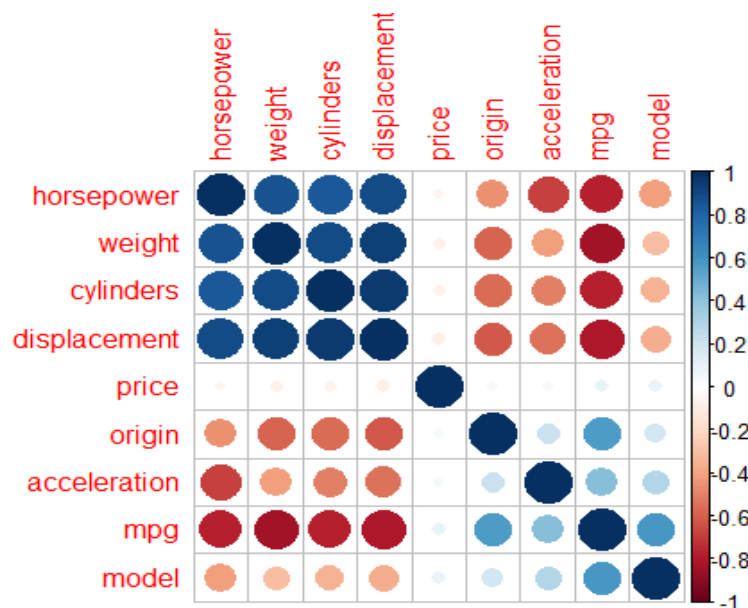 horsepower
weight
cylinders
displacement
price
origin
acceleration
mpg
model
horsepower
weight
cylinders
displacement
price
origin
acceleration
mpg
model
1
0.8
0.6
0.4
0.2
0
-0.2
-0.4
-0.6
-0.8
-1